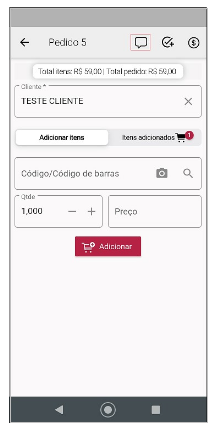 Pedico 5
Total itens: R$ 59,00 | Total pedido: R$ 59,00
Cliente *
TESTE CLIENTE
Adicionar itens
Itens adicionados 1
Código/Código de barras
Qtde
1,000
Preço
Adicionar